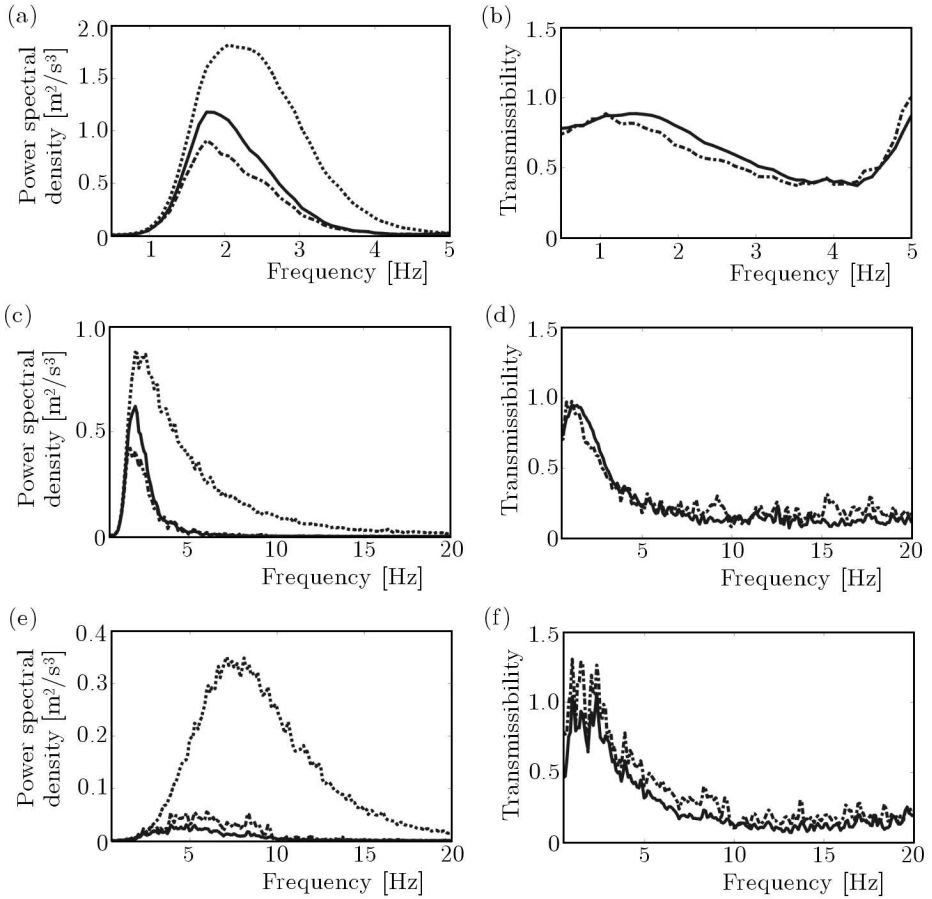 (a)
Power spectral
density [m²/s³]
2.0
1.5
1.0
0.5
0
1 2 3 4 5
Frequency [Hz]
(b)
Transmissibility
1.5
1.0
0.5
0
1 2 3 4 5
Frequency [Hz]
(c)
Power spectral
density [m²/s³]
1.0
0.5
0
5 10 15 20
Frequency [Hz]
(d)
Transmissibility
1.5
1.0
0.5
0
5 10 15 20
Frequency [Hz]
(e)
Power spectral
density [m²/s³]
0.4
0.3
0.2
0.1
0
5 10 15 20
Frequency [Hz]
(f)
Transmissibility
1.5
1.0
0.5
0
5 10 15 20
Frequency [Hz]